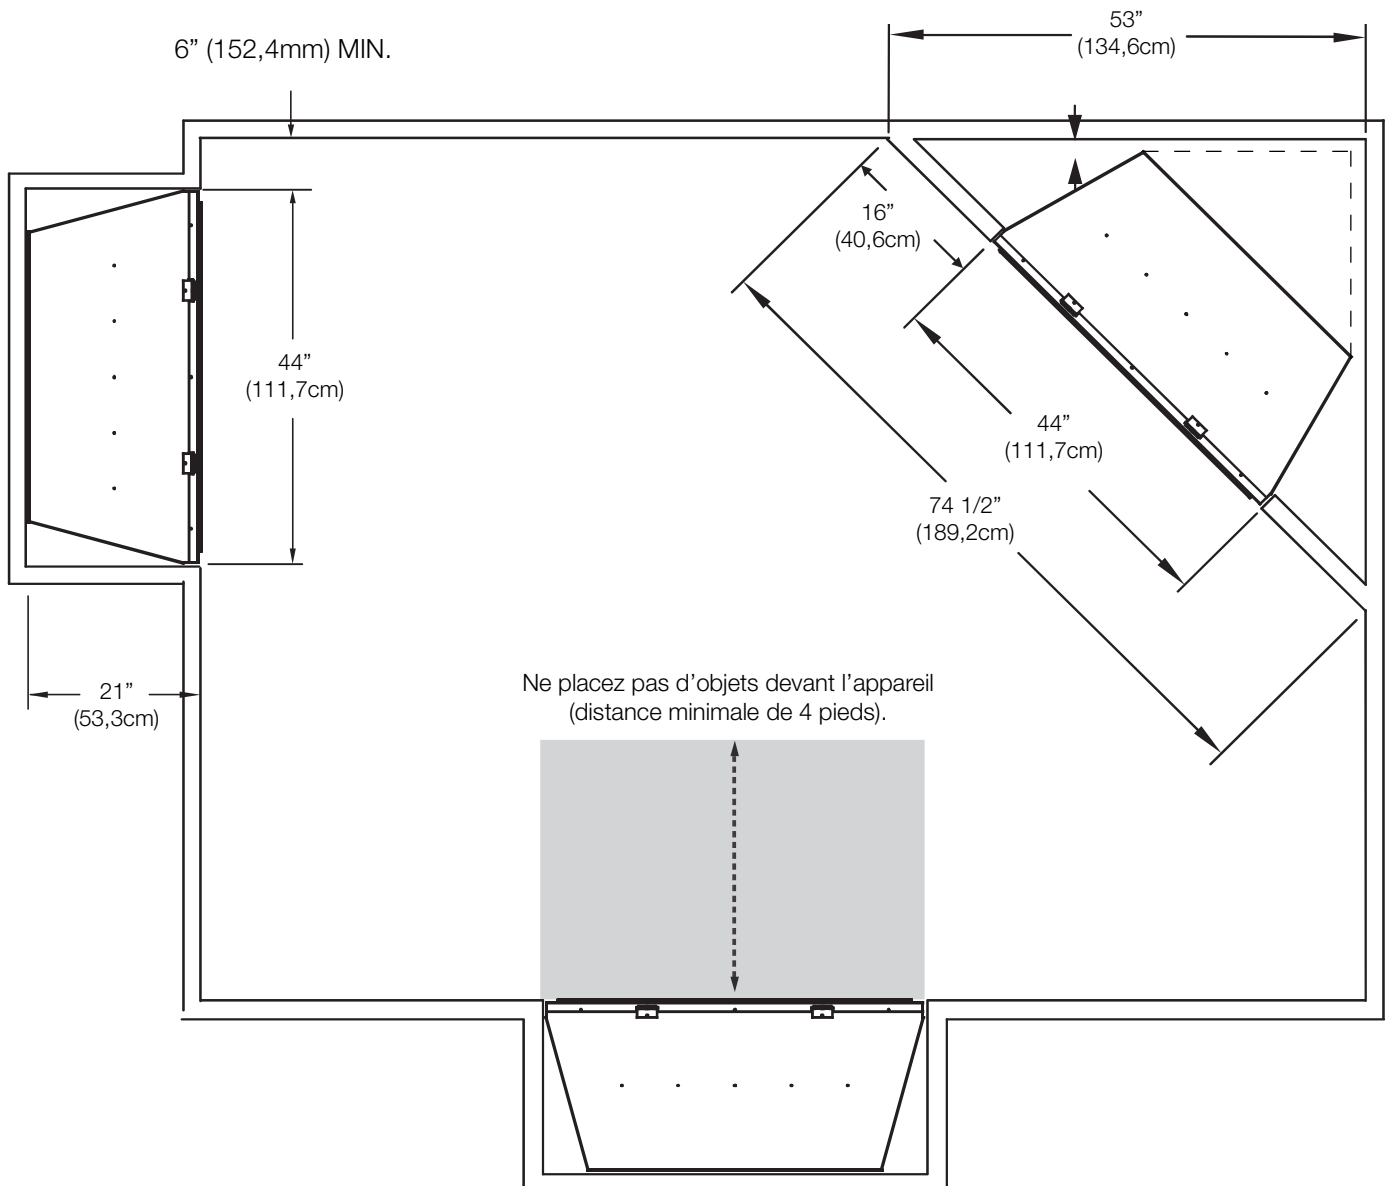 53”
(134,6cm)
6” (152,4mm) MIN.
16”
(40,6cm)
44”
(111,7cm)
44”
(111,7cm)
74 1/2”
(189,2cm)
21”
(53,3cm)
Ne placez pas d’objets devant l’appareil
(distance minimale de 4 pieds).